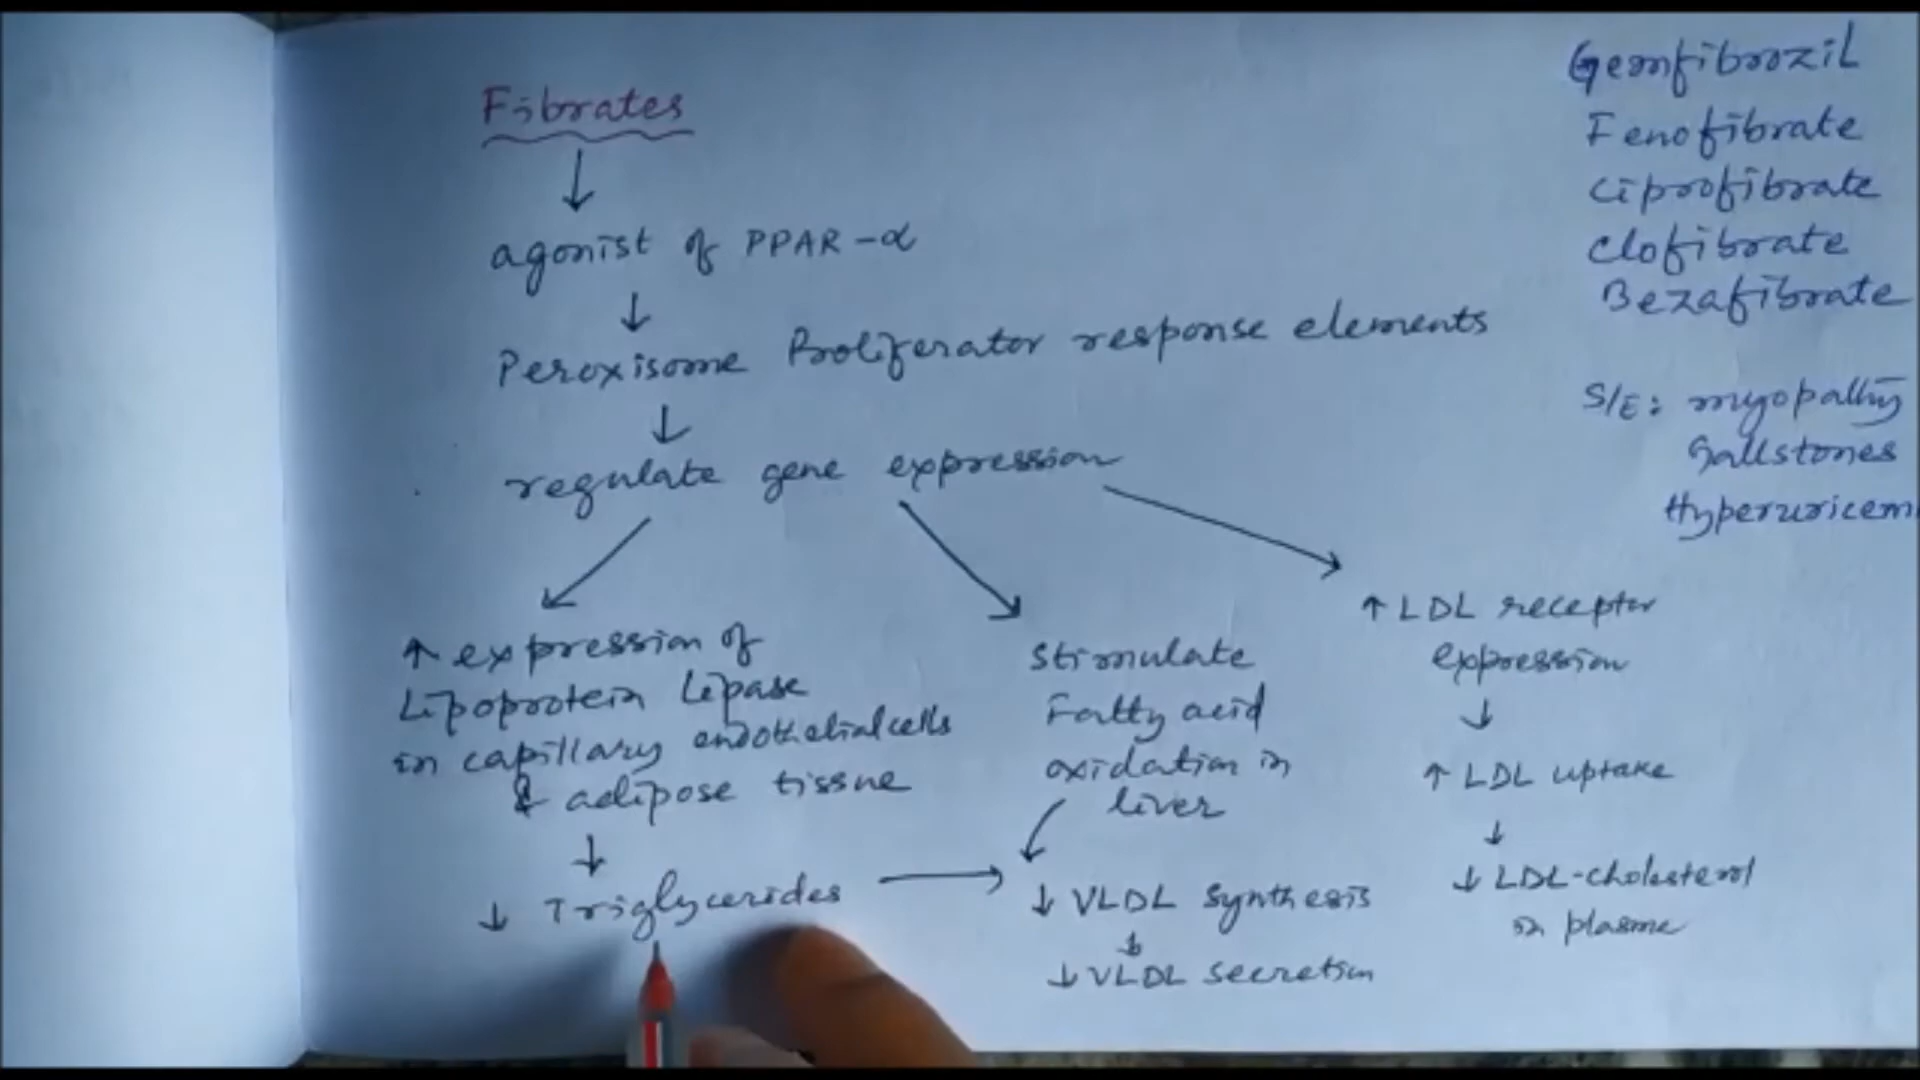 Fibrates
↓
agonist of PPAR-α
↓
Peroxisome Proliferator response elements
↓
regulate gene expression
↑ expression of
Lipoprotein Lipase
in capillary endothelial cells
& adipose tissue
↓
↓ Triglycerides →
Stimulate
Fatty acid
oxidation in
liver
↓ VLDL synthesis
↓
↓ VLDL secretion
↑ LDL receptor
expression
↓
↑ LDL uptake
↓
↓ LDL-cholesterol
in plasma
Gemfibrozil
Fenofibrate
Ciprofibrate
Clofibrate
Bezafibrate
S/E: myopathy
Gallstones
Hyperuricem